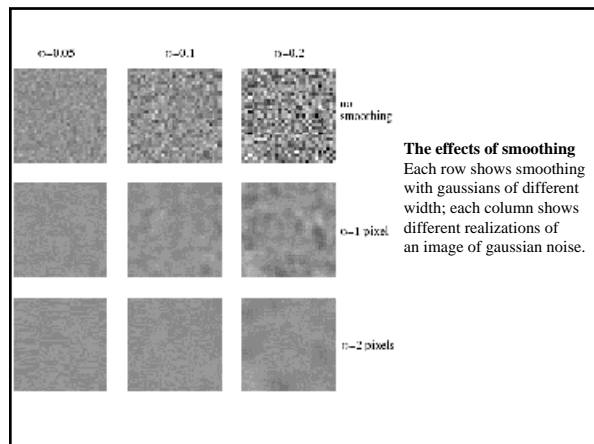 σ=0.05 σ=0.1 σ=0.2
no
smoothing
The effects of smoothing
Each row shows smoothing
with gaussians of different
width; each column shows
different realizations of
an image of gaussian noise.
σ=1 pixel
σ=2 pixels